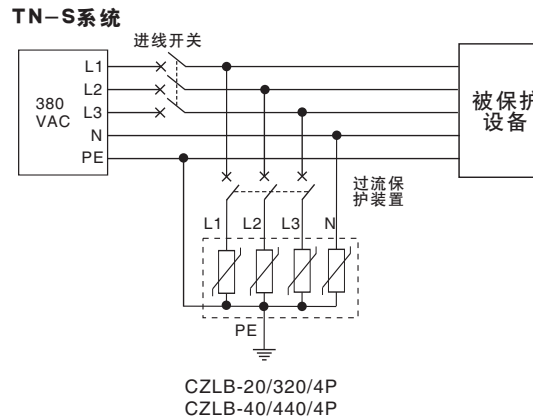 TN-S系统
进线开关
L1
L2
L3
N
PE
380
VAC
被保护
设备
过流保
护装置
L1 L2 L3 N
PE
CZLB-20/320/4P
CZLB-40/440/4P